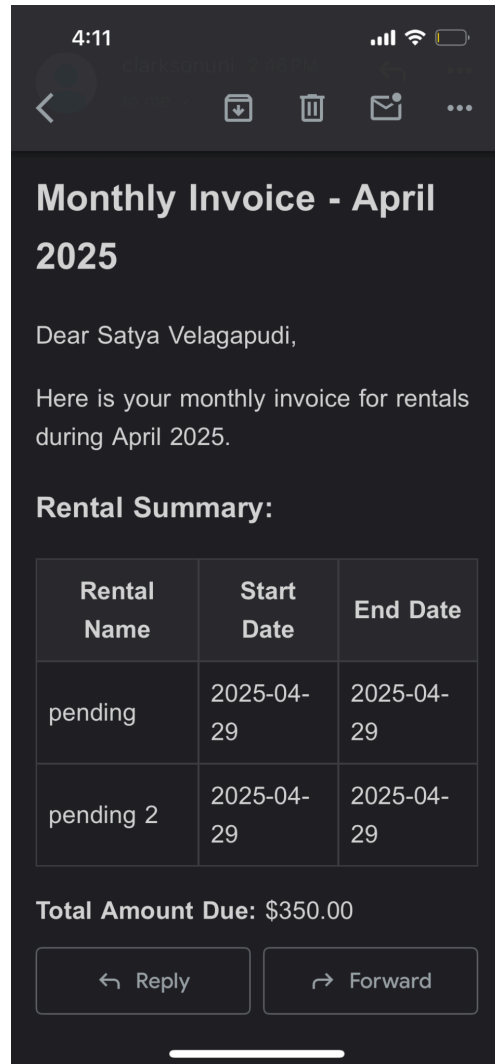 4:11
Monthly Invoice - April
2025
Dear Satya Velagapudi,
Here is your monthly invoice for rentals
during April 2025.
Rental Summary:
Rental
Name
Start
Date
End Date
pending
2025-04-
29
2025-04-
29
pending 2
2025-04-
29
2025-04-
29
Total Amount Due: $350.00
Reply
Forward